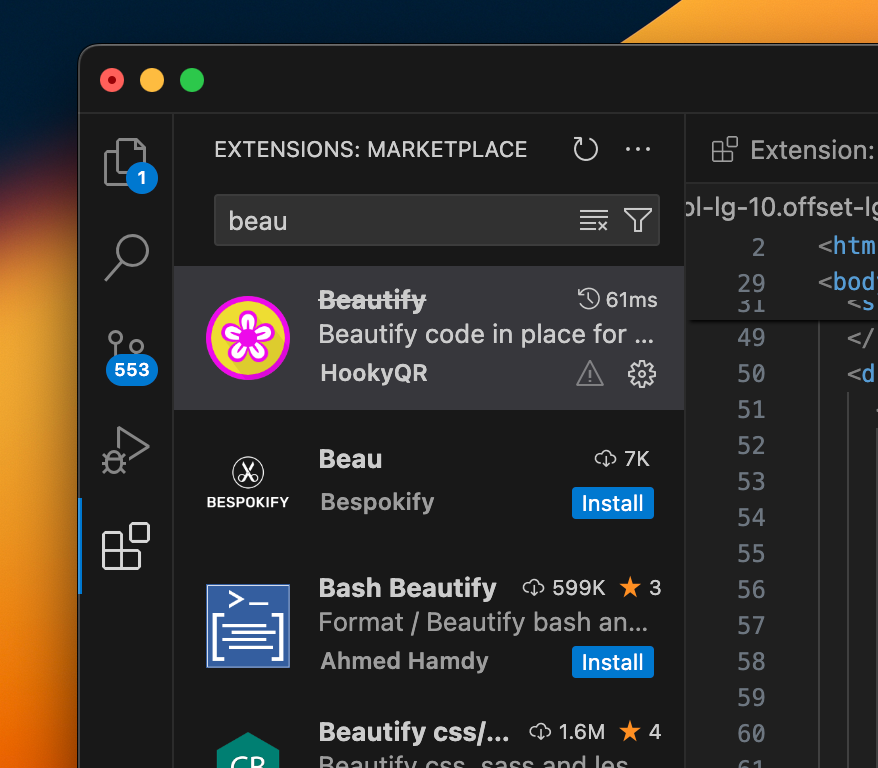 EXTENSIONS: MARKETPLACE
Extension:
1
beau
ol-lg-10.offset-lg
2 <htm
29 <body
31 <s
49 </
50 <d
51
52
53
54
55
56
57
58
59
60
61
Beautify 61ms
Beautify code in place for ...
HookyQR
553
Beau 7K
BESPOKIFY
Bespokify Install
Bash Beautify 599K ★ 3
>_
Format / Beautify bash an...
Ahmed Hamdy Install
Beautify css/... 1.6M ★ 4
CB
Beautify css, sass and les